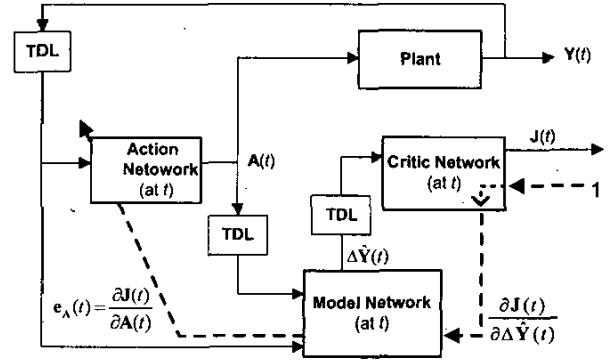 TDL
Plant
Y(t)
Action
Netowork
(at t)
A(t)
J(t)
Critic Network
(at t)
1
TDL
TDL
ΔŶ(t)
Model Network
(at t)
e_A(t) = ∂J(t) / ∂A(t)
∂J(t) / ∂ΔŶ(t)